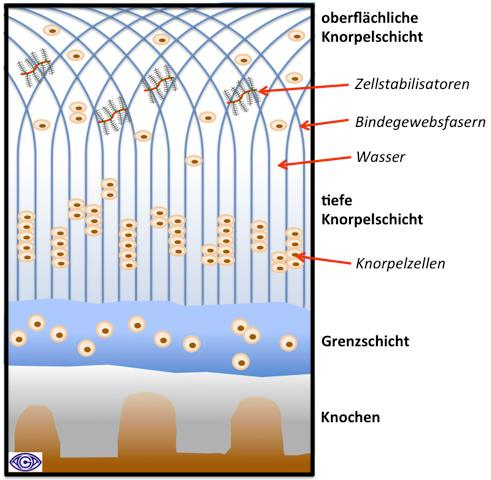 oberflächliche
Knorpelschicht
Zellstabilisatoren
Bindegewebsfasern
Wasser
tiefe
Knorpelschicht
Knorpelzellen
Grenzschicht
Knochen